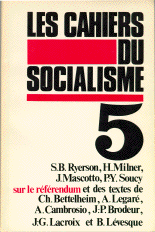 LES CAHIERS
DU
SOCIALISME
5
S.B. Ryerson, H. Milner,
J. Mascotto, P.Y. Soucy
sur le référendum et des textes de
Ch. Bettelheim, A. Legaré,
A. Cambrosio, J.P. Brodeur,
J.G. Lacroix et B. Lévesque